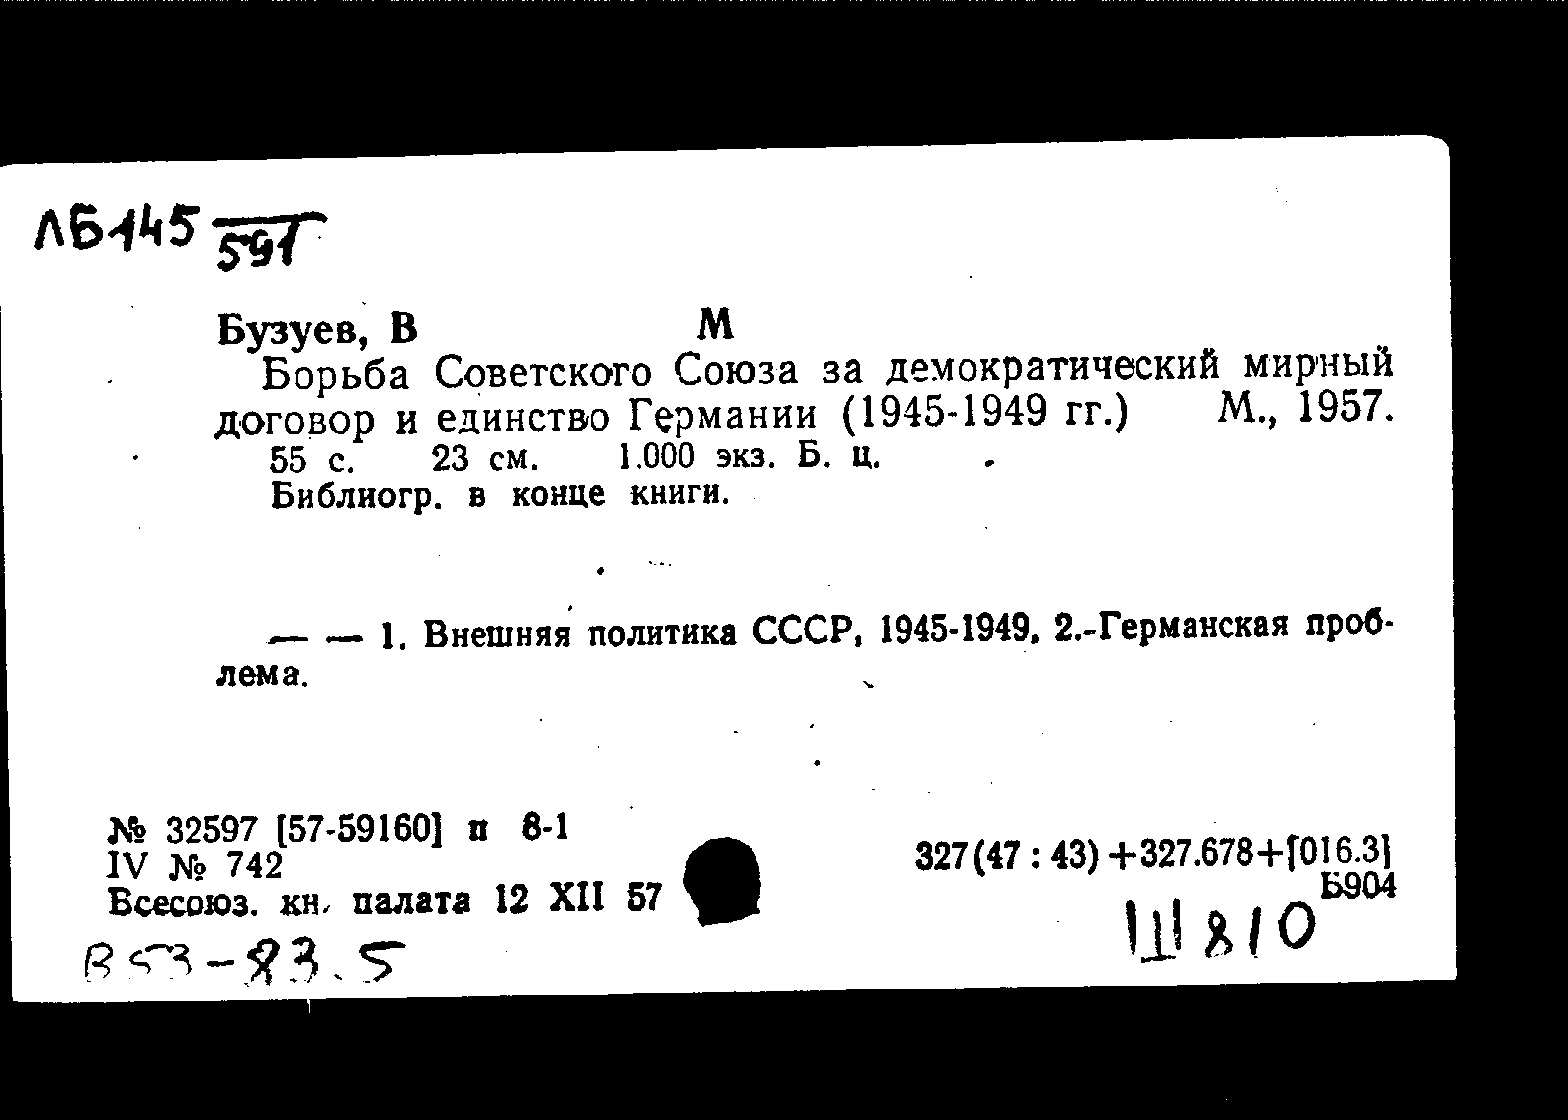 ЛБ145 591
Бузуев, В М
Борьба Советского Союза за демократический мирный
договор и единство Германии (1945-1949 гг.) М., 1957.
55 с. 23 см. 1.000 экз. Б. ц.
Библиогр. в конце книги.
— — 1. Внешняя политика СССР, 1945-1949. 2.-Германская проб-
лема.
№ 32597 [57-59160] п 8-1
IV № 742
Всесоюз. кн. палата 12 XII 57
327(47 : 43) +327.678+[016.3]
Б904
В53-83.5
III 810